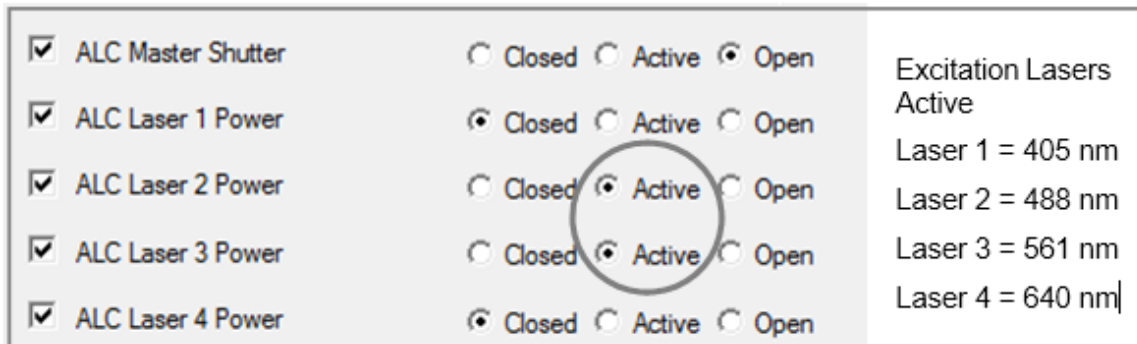 ALC Master Shutter Closed Active Open
ALC Laser 1 Power Closed Active Open
ALC Laser 2 Power Closed Active Open
ALC Laser 3 Power Closed Active Open
ALC Laser 4 Power Closed Active Open
Excitation Lasers
Active
Laser 1 = 405 nm
Laser 2 = 488 nm
Laser 3 = 561 nm
Laser 4 = 640 nm